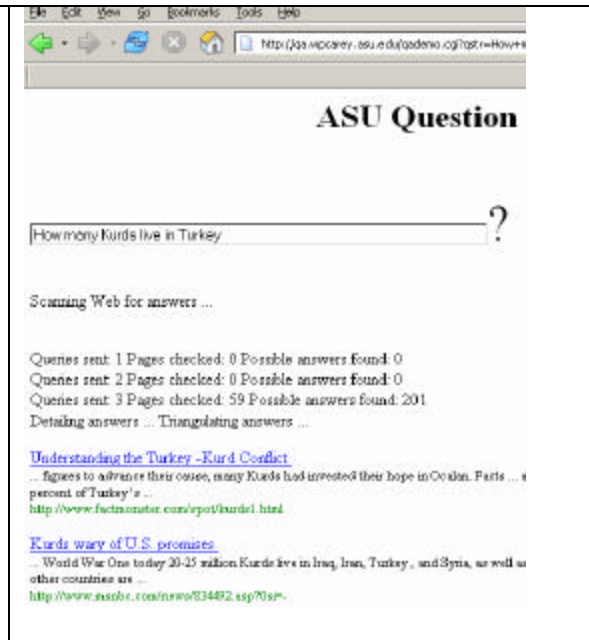 File Edit View Go Bookmarks Tools Help
http://qa.wpcarey.asu.edu/qademo.cgi?qstr=How+
ASU Question
How many Kurds live in Turkey ?
Scanning Web for answers ...
Queries sent: 1 Pages checked: 0 Possible answers found: 0
Queries sent: 2 Pages checked: 0 Possible answers found: 0
Queries sent: 3 Pages checked: 59 Possible answers found: 201
Detailing answers ... Triangulating answers ...
Understanding the Turkey -Kurd Conflict
... figures to advance their cause, many Kurds had invested their hope in Ocalan. Facts ...
percent of Turkey's ...
http://www.factmonster.com/spot/kurds1.html
Kurds wary of U.S. promises
... World War One today 20-25 million Kurds live in Iraq, Iran, Turkey , and Syria, as well as
other countries are ...
http://www.msnbc.com/news/834492.asp?0si=-